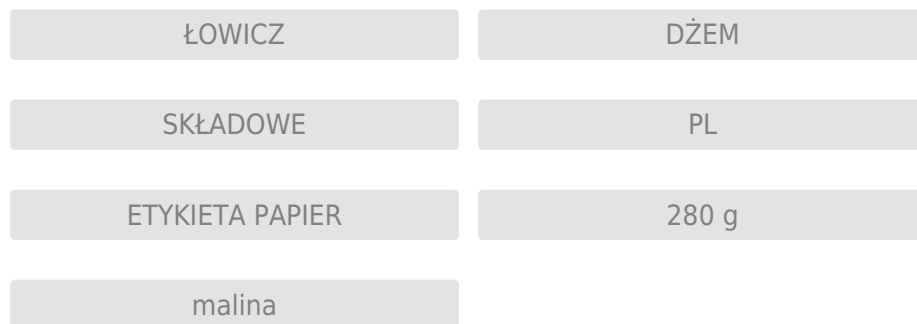 ŁOWICZ
DŻEM
SKŁADOWE
PL
ETYKIETA PAPIER
280 g
malina